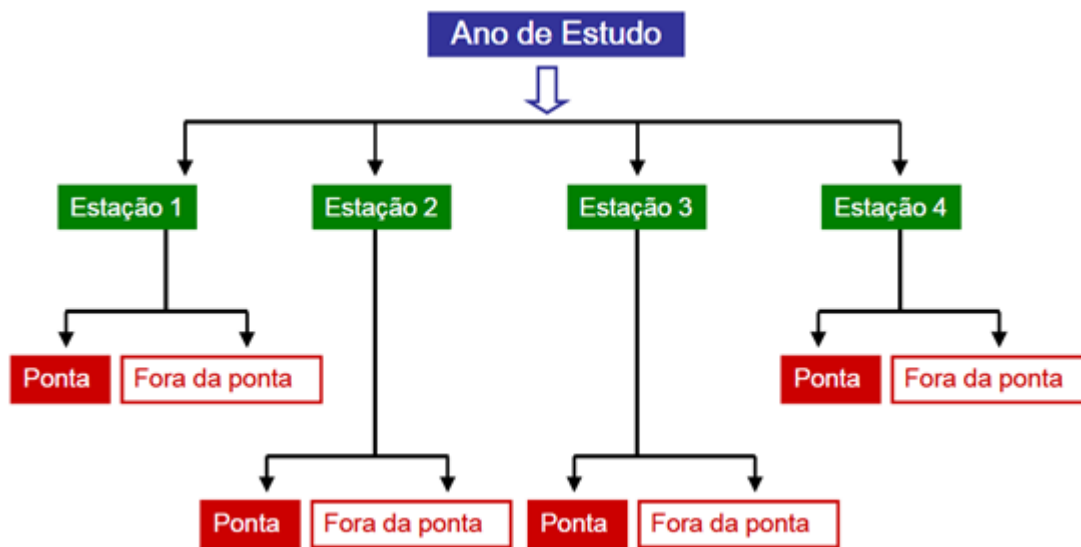 Ano de Estudo
Estação 1
Estação 2
Estação 3
Estação 4
Ponta
Fora da ponta
Ponta
Fora da ponta
Ponta
Fora da ponta
Ponta
Fora da ponta